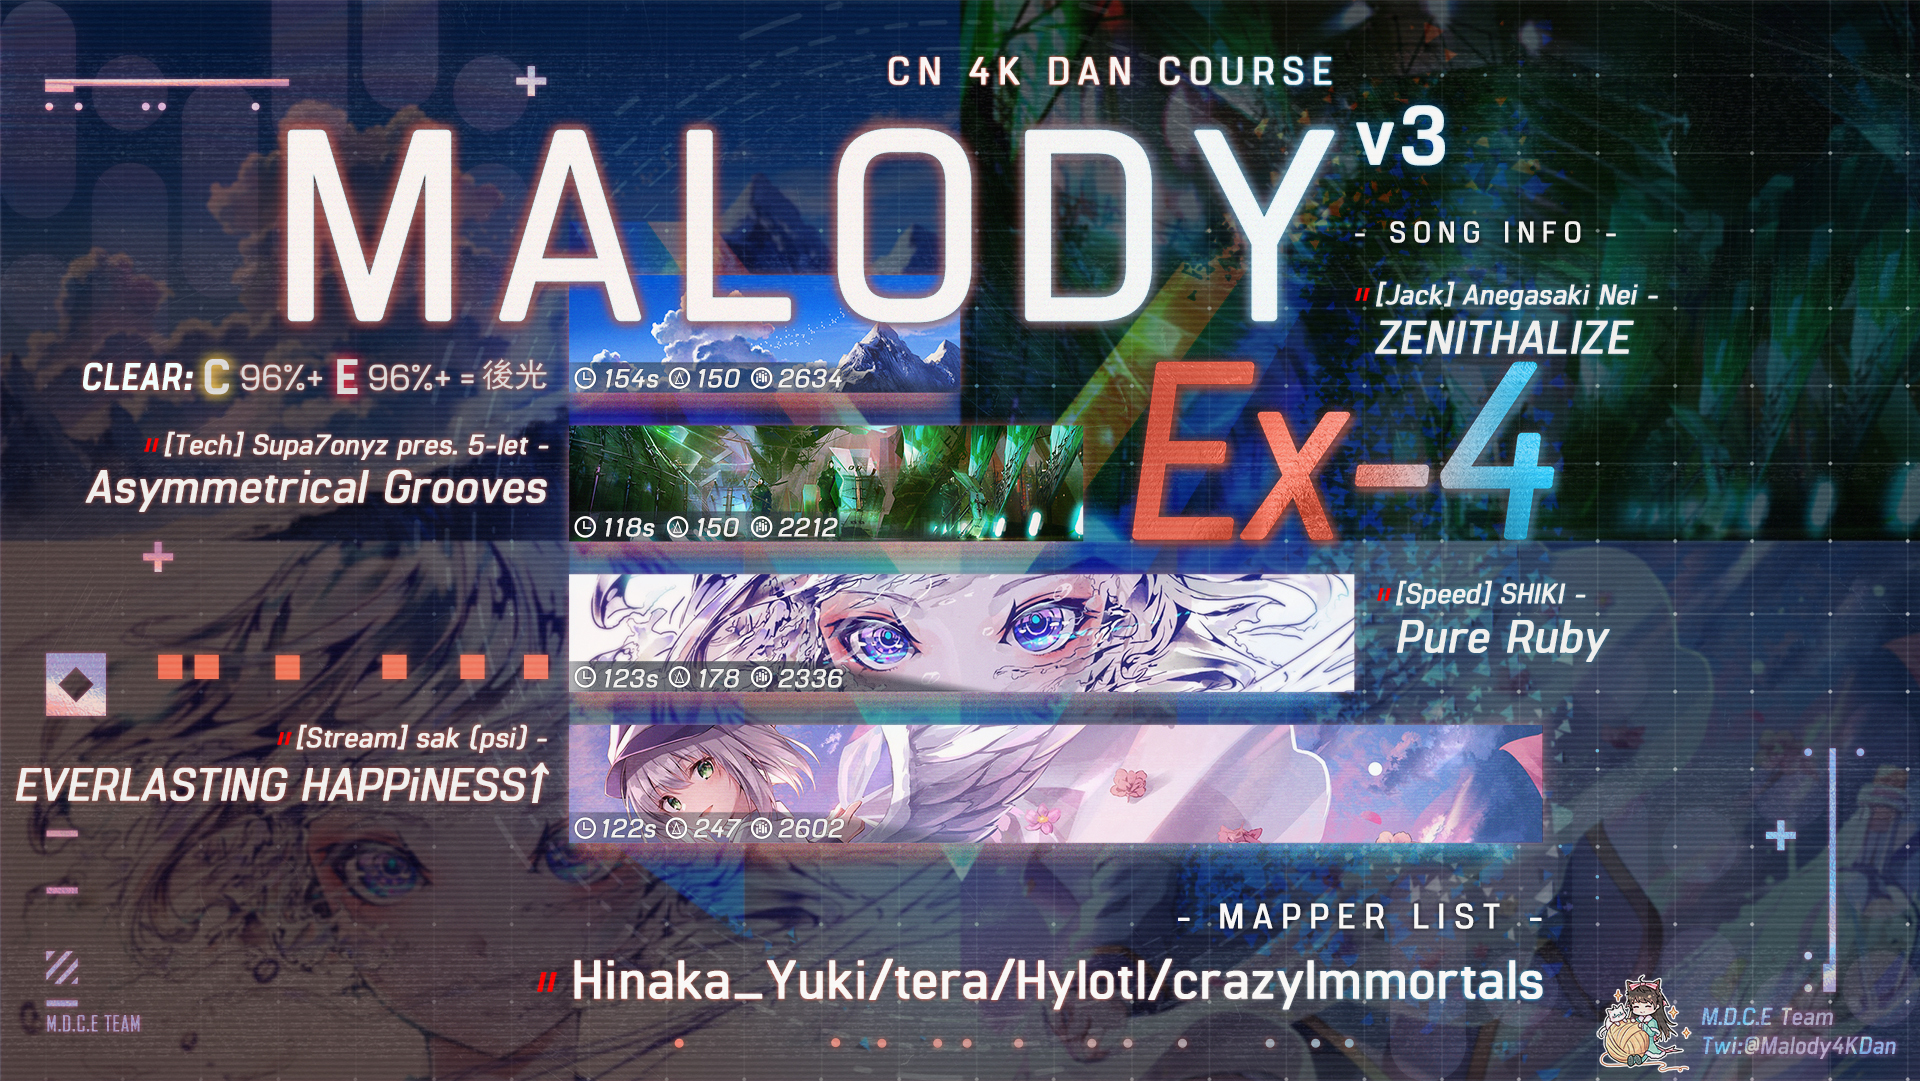 CN 4K DAN COURSE
MALODY v3
- SONG INFO -
[Jack] Anegasaki Nei -
ZENITHALIZE
CLEAR: C 96%+ E 96%+ = 後光
154s 150 2634
Ex-4
[Tech] Supa7onyz pres. 5-let -
Asymmetrical Grooves
118s 150 2212
[Speed] SHIKI -
Pure Ruby
123s 178 2336
[Stream] sak (psi) -
EVERLASTING HAPPiNESS↑
122s 247 2602
- MAPPER LIST -
Hinaka_Yuki/tera/Hylotl/crazyImmortals
M.D.C.E TEAM
M.D.C.E Team
Twi:@Malody4KDan